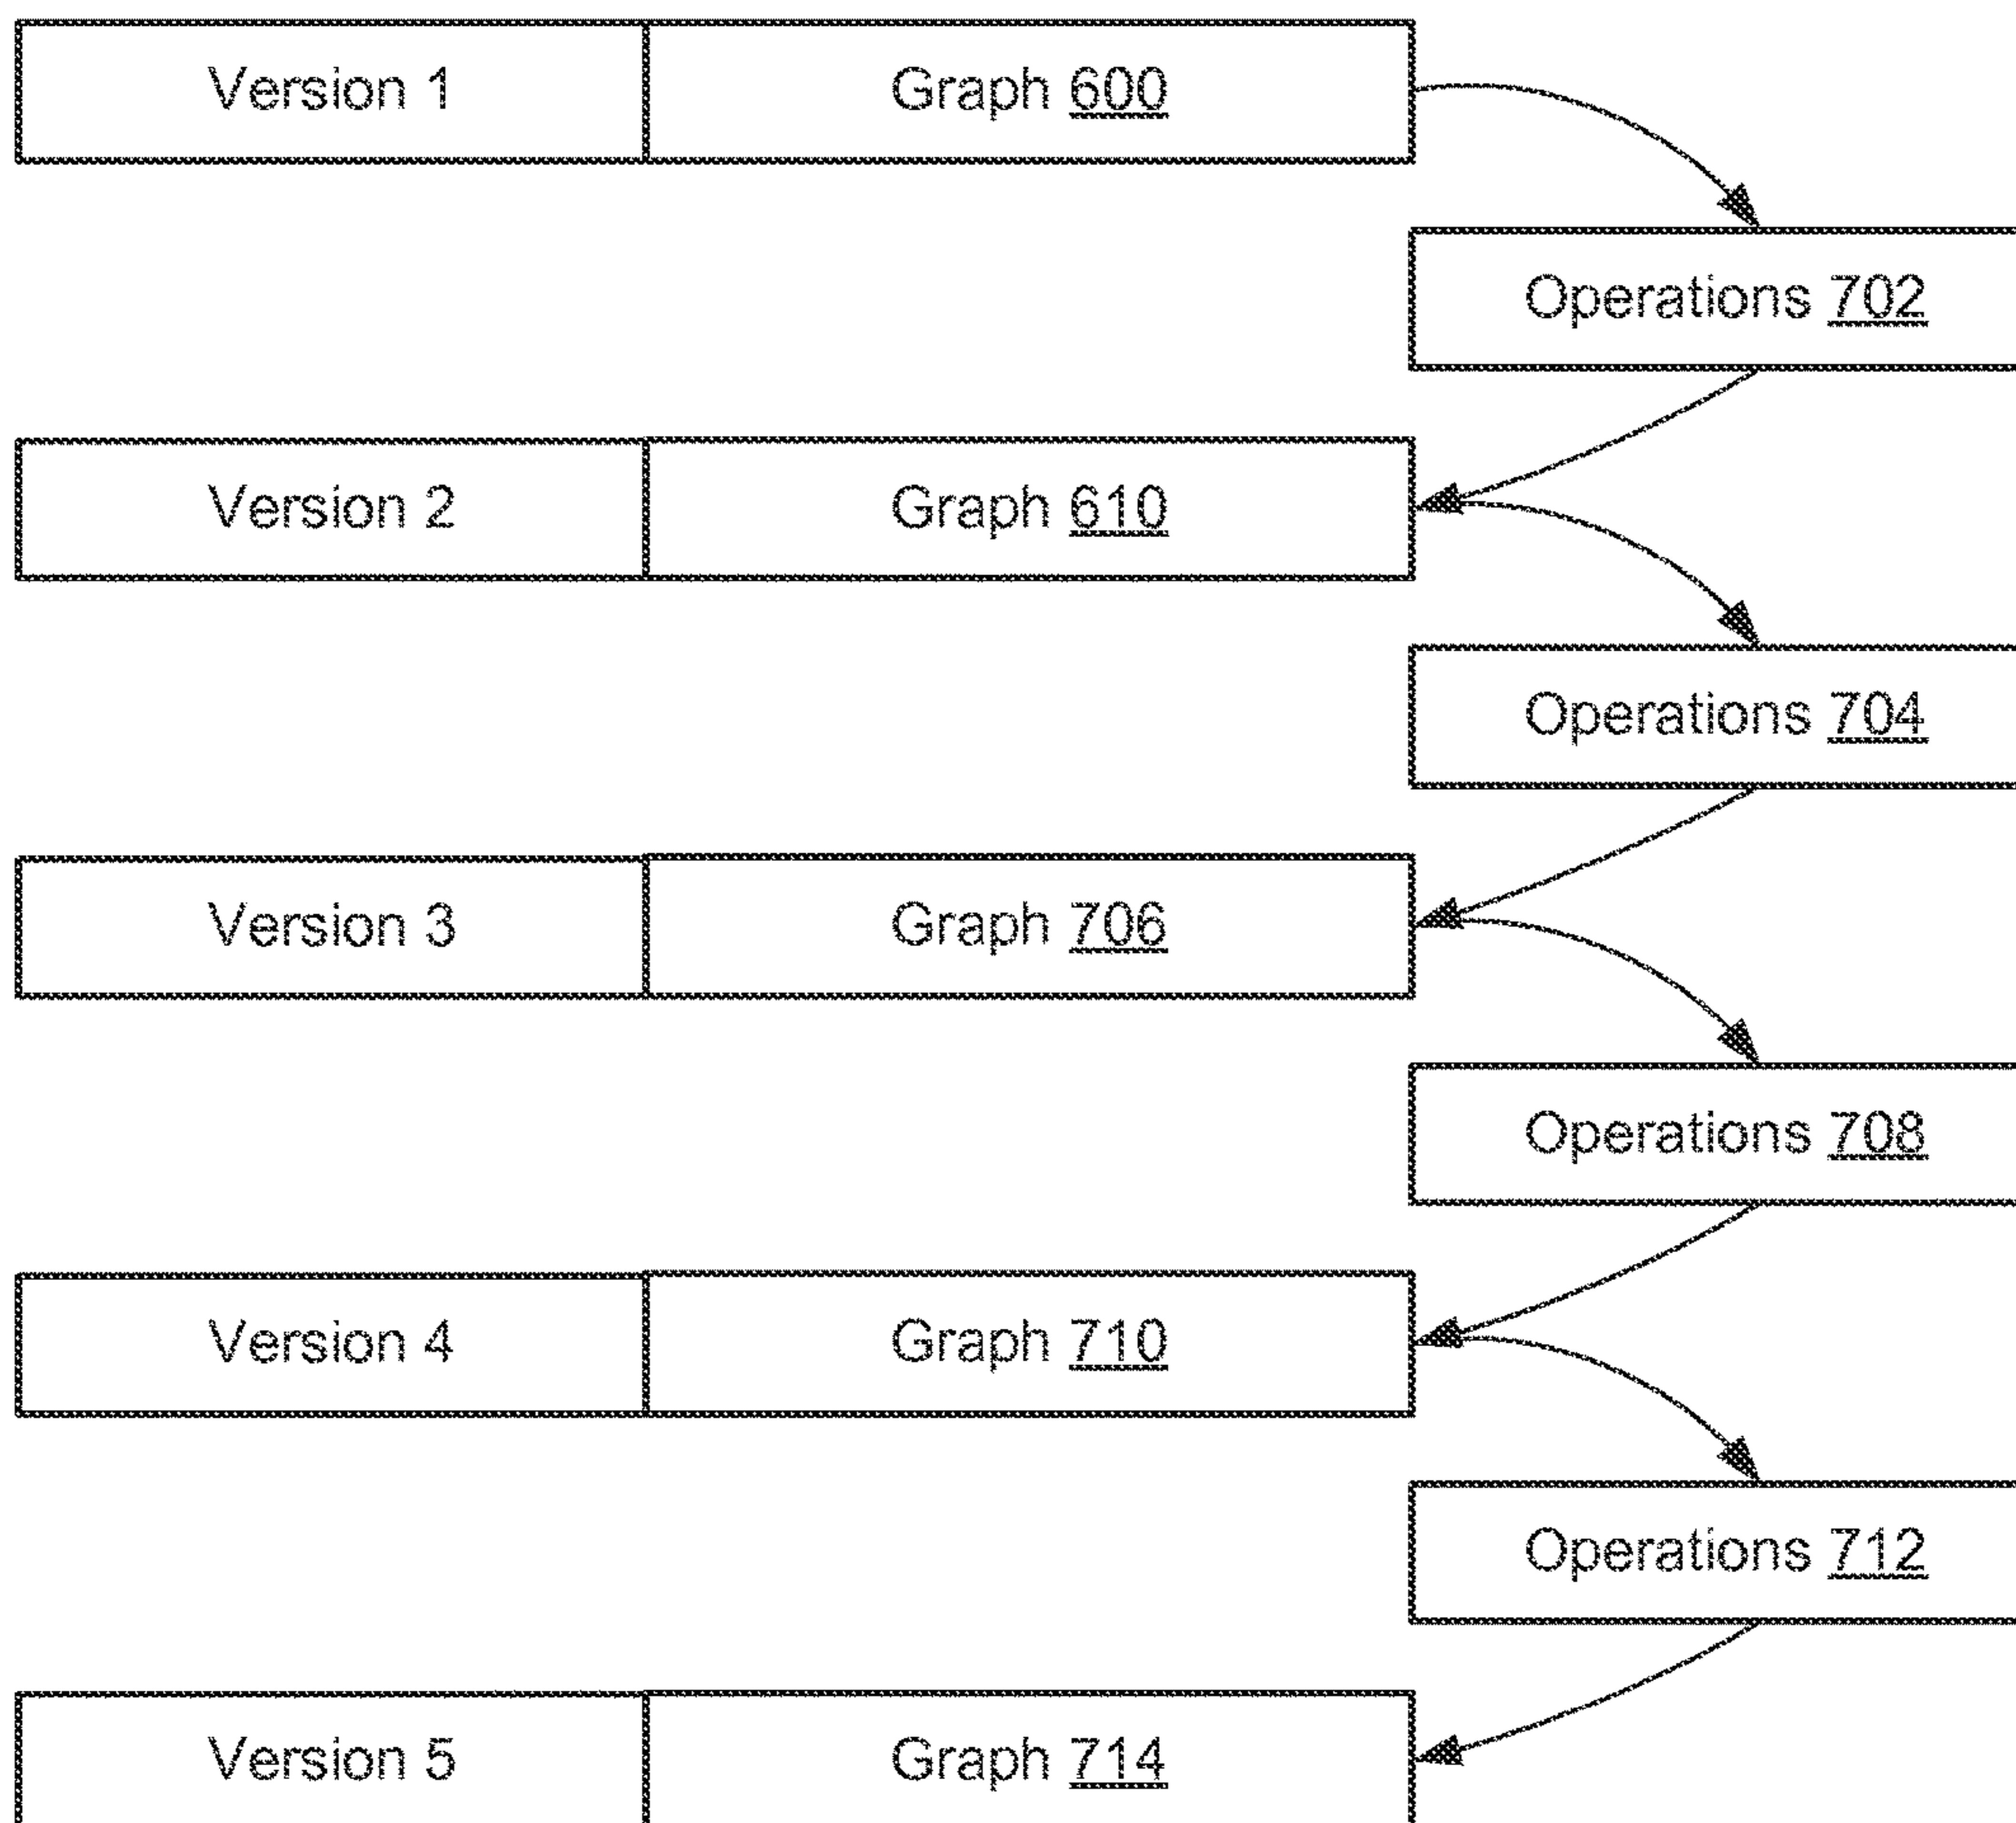 Version 1 Graph 600
Operations 702
Version 2 Graph 610
Operations 704
Version 3 Graph 706
Operations 708
Version 4 Graph 710
Operations 712
Version 5 Graph 714